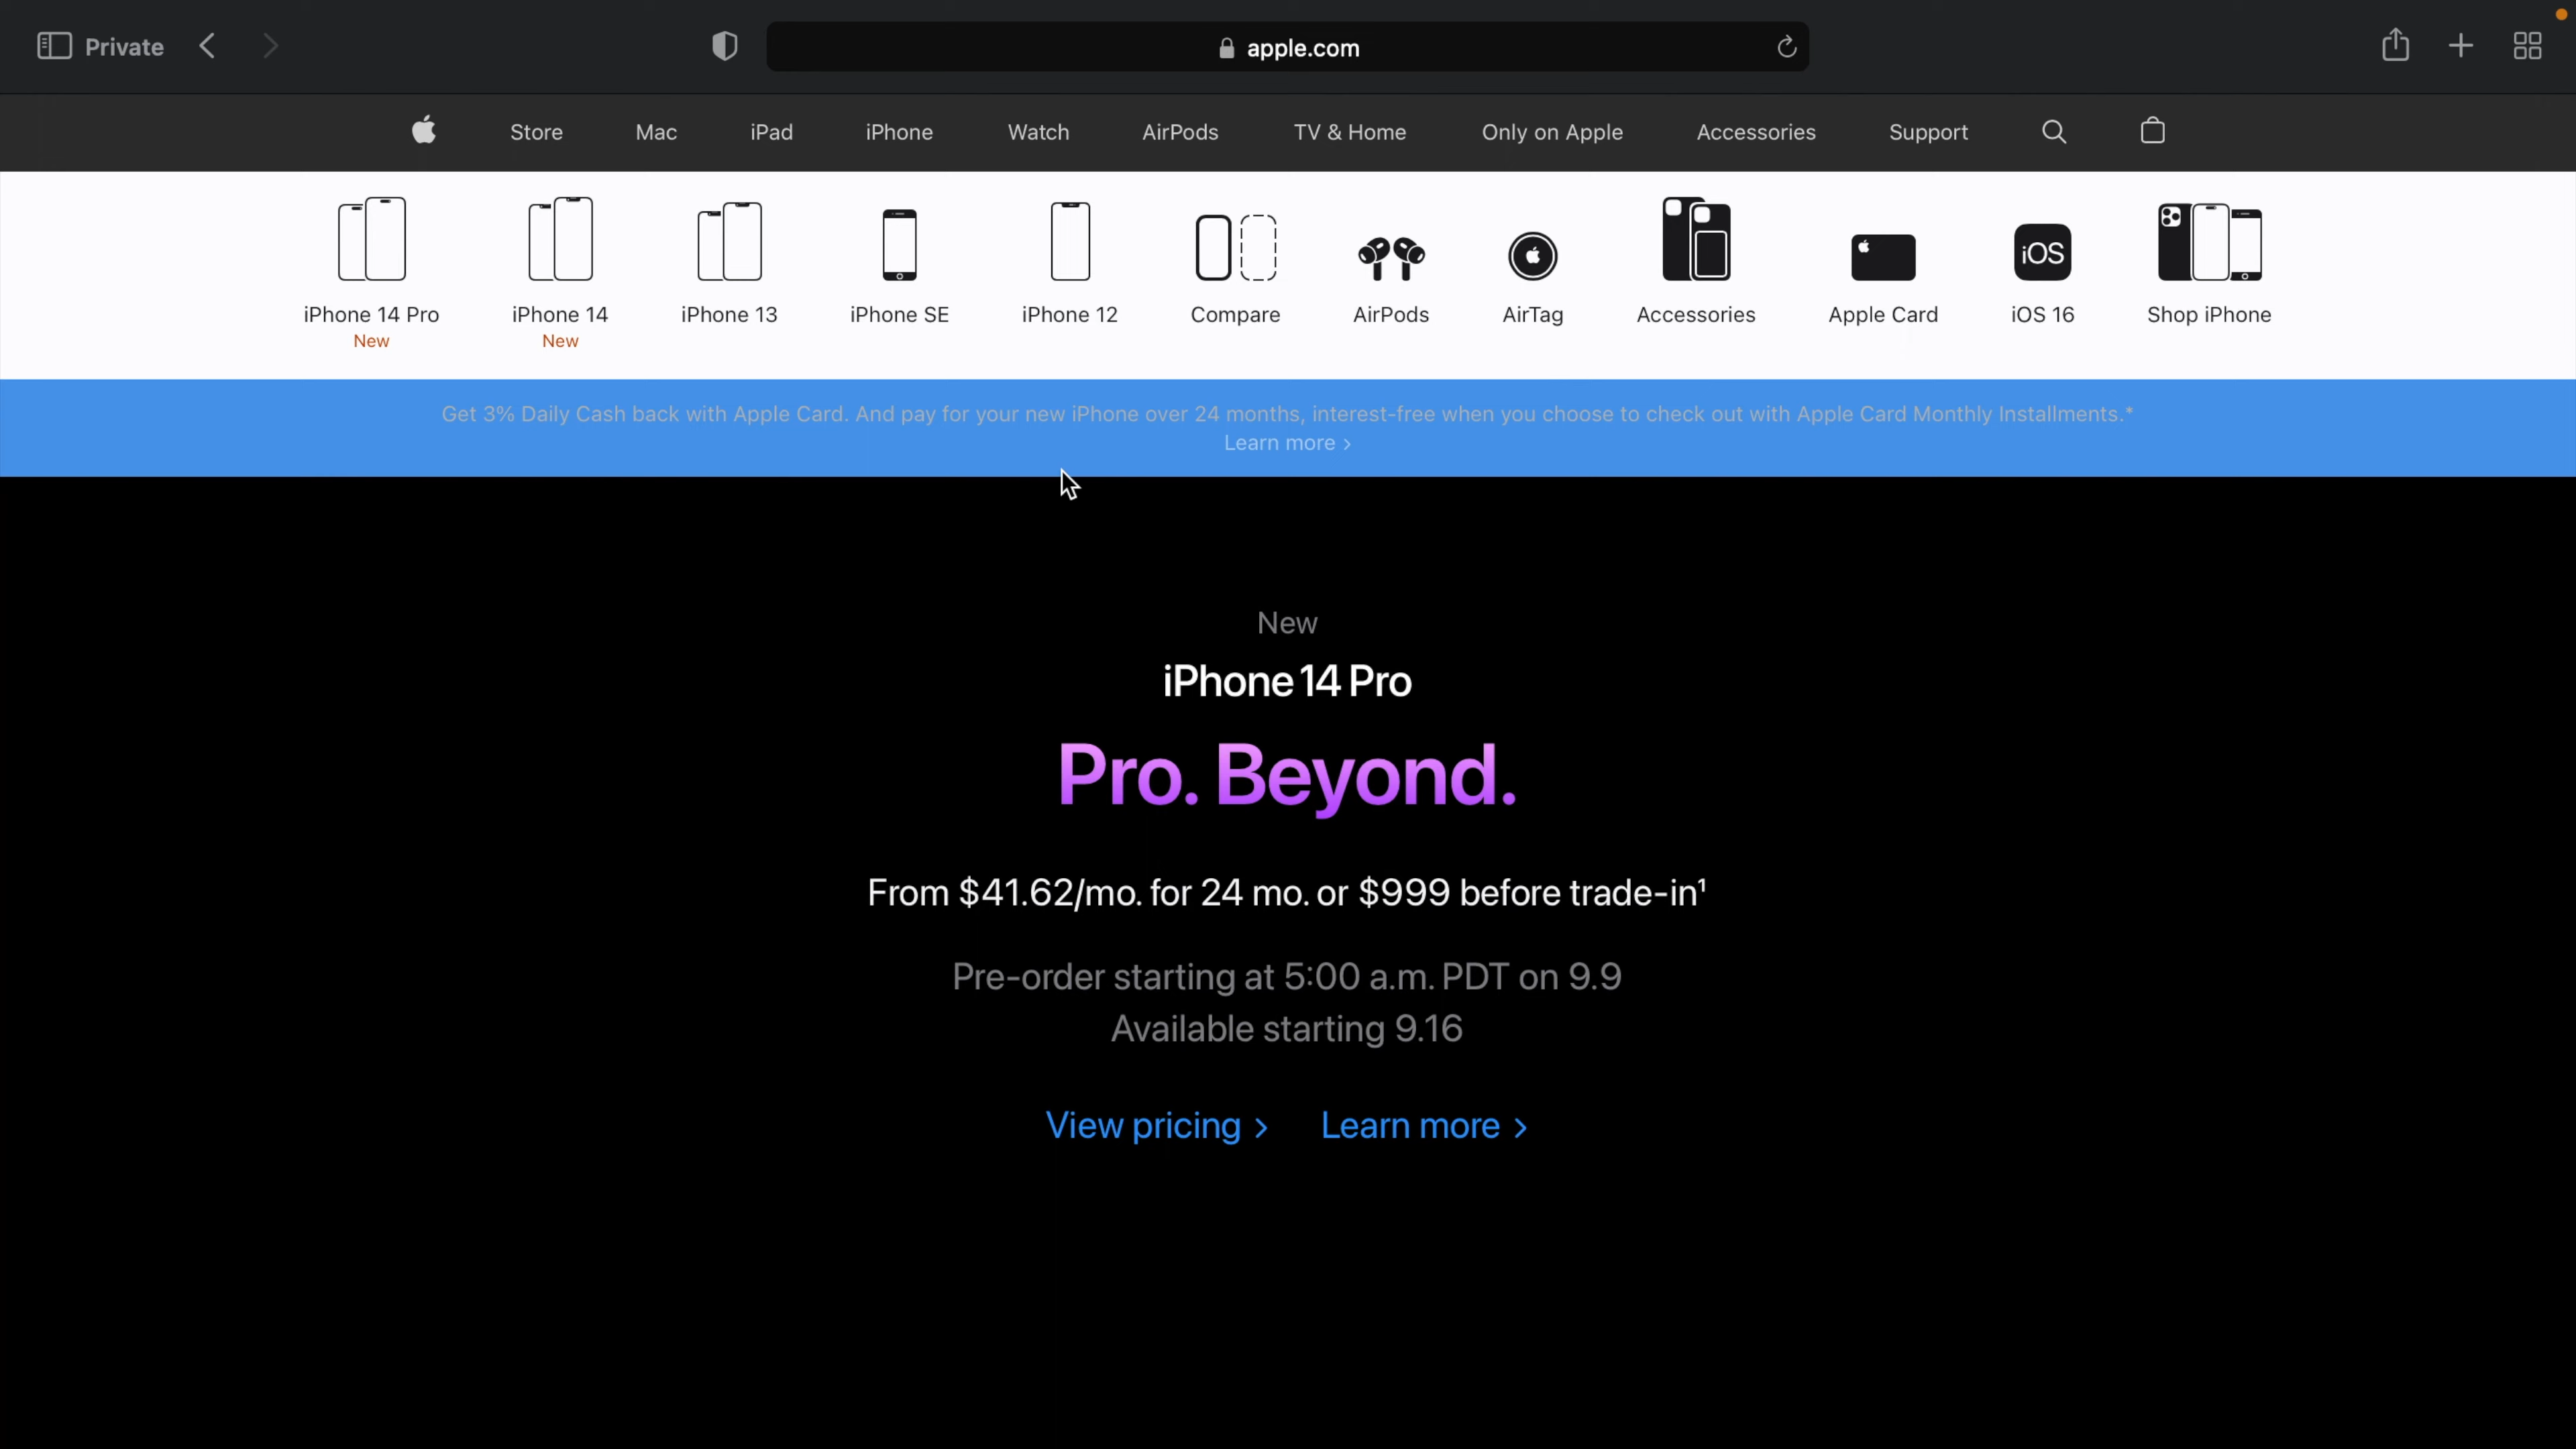 Private
apple.com
Store Mac iPad iPhone Watch AirPods TV & Home Only on Apple Accessories Support
iPhone 14 Pro iPhone 14 iPhone 13 iPhone SE iPhone 12 Compare AirPods AirTag Accessories Apple Card iOS 16 Shop iPhone
iOS
New New
Get 3% Daily Cash back with Apple Card. And pay for your new iPhone over 24 months, interest-free when you choose to check out with Apple Card Monthly Installments.*
Learn more >
New
iPhone 14 Pro
Pro. Beyond.
From $41.62/mo. for 24 mo. or $999 before trade-in¹
Pre-order starting at 5:00 a.m. PDT on 9.9
Available starting 9.16
View pricing > Learn more >